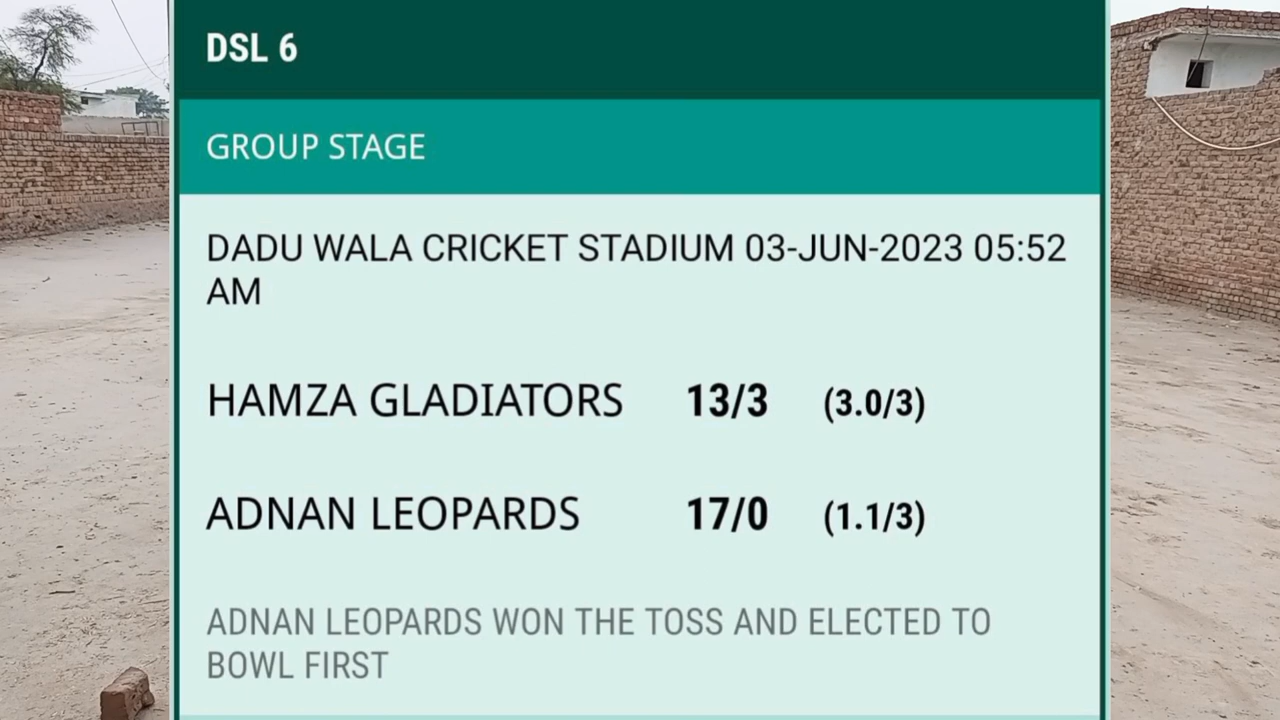 DSL 6
GROUP STAGE
DADU WALA CRICKET STADIUM 03-JUN-2023 05:52
AM
HAMZA GLADIATORS 13/3 (3.0/3)
ADNAN LEOPARDS 17/0 (1.1/3)
ADNAN LEOPARDS WON THE TOSS AND ELECTED TO
BOWL FIRST